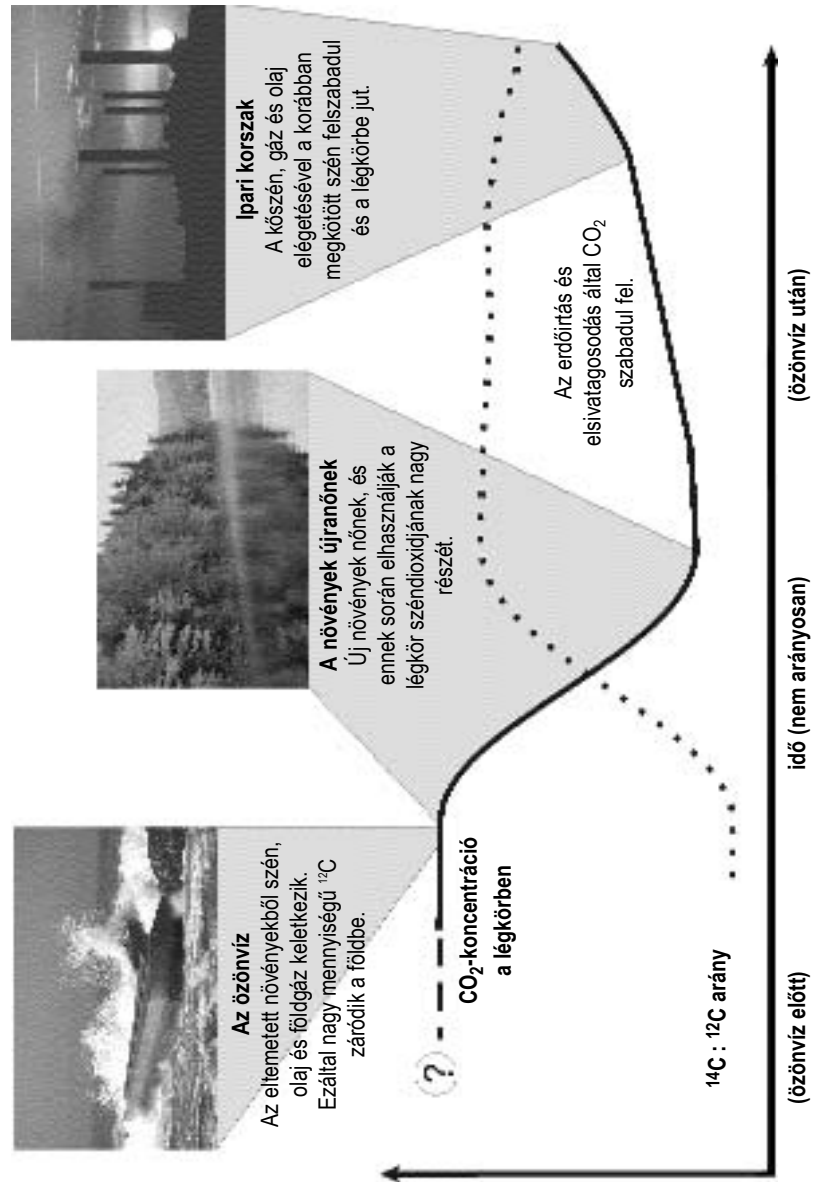 Az özönvíz
Az eltemetett növényekből szén,
olaj és földgáz keletkezik.
Ezáltal nagy mennyiségű ¹²C
záródik a földbe.
A növények újranőnek
Új növények nőnek, és
ennek során elhasználják a
légkör széndioxidjának nagy
részét.
Ipari korszak
A kőszén, gáz és olaj
elégetésével a korábban
megkötött szén felszabadul
és a légkörbe jut.
Az erdőirtás és
elsivatagosodás által CO₂
szabadul fel.
?
CO₂-koncentráció
a légkörben
¹⁴C : ¹²C arány
(özönvíz előtt)
idő (nem arányosan)
(özönvíz után)